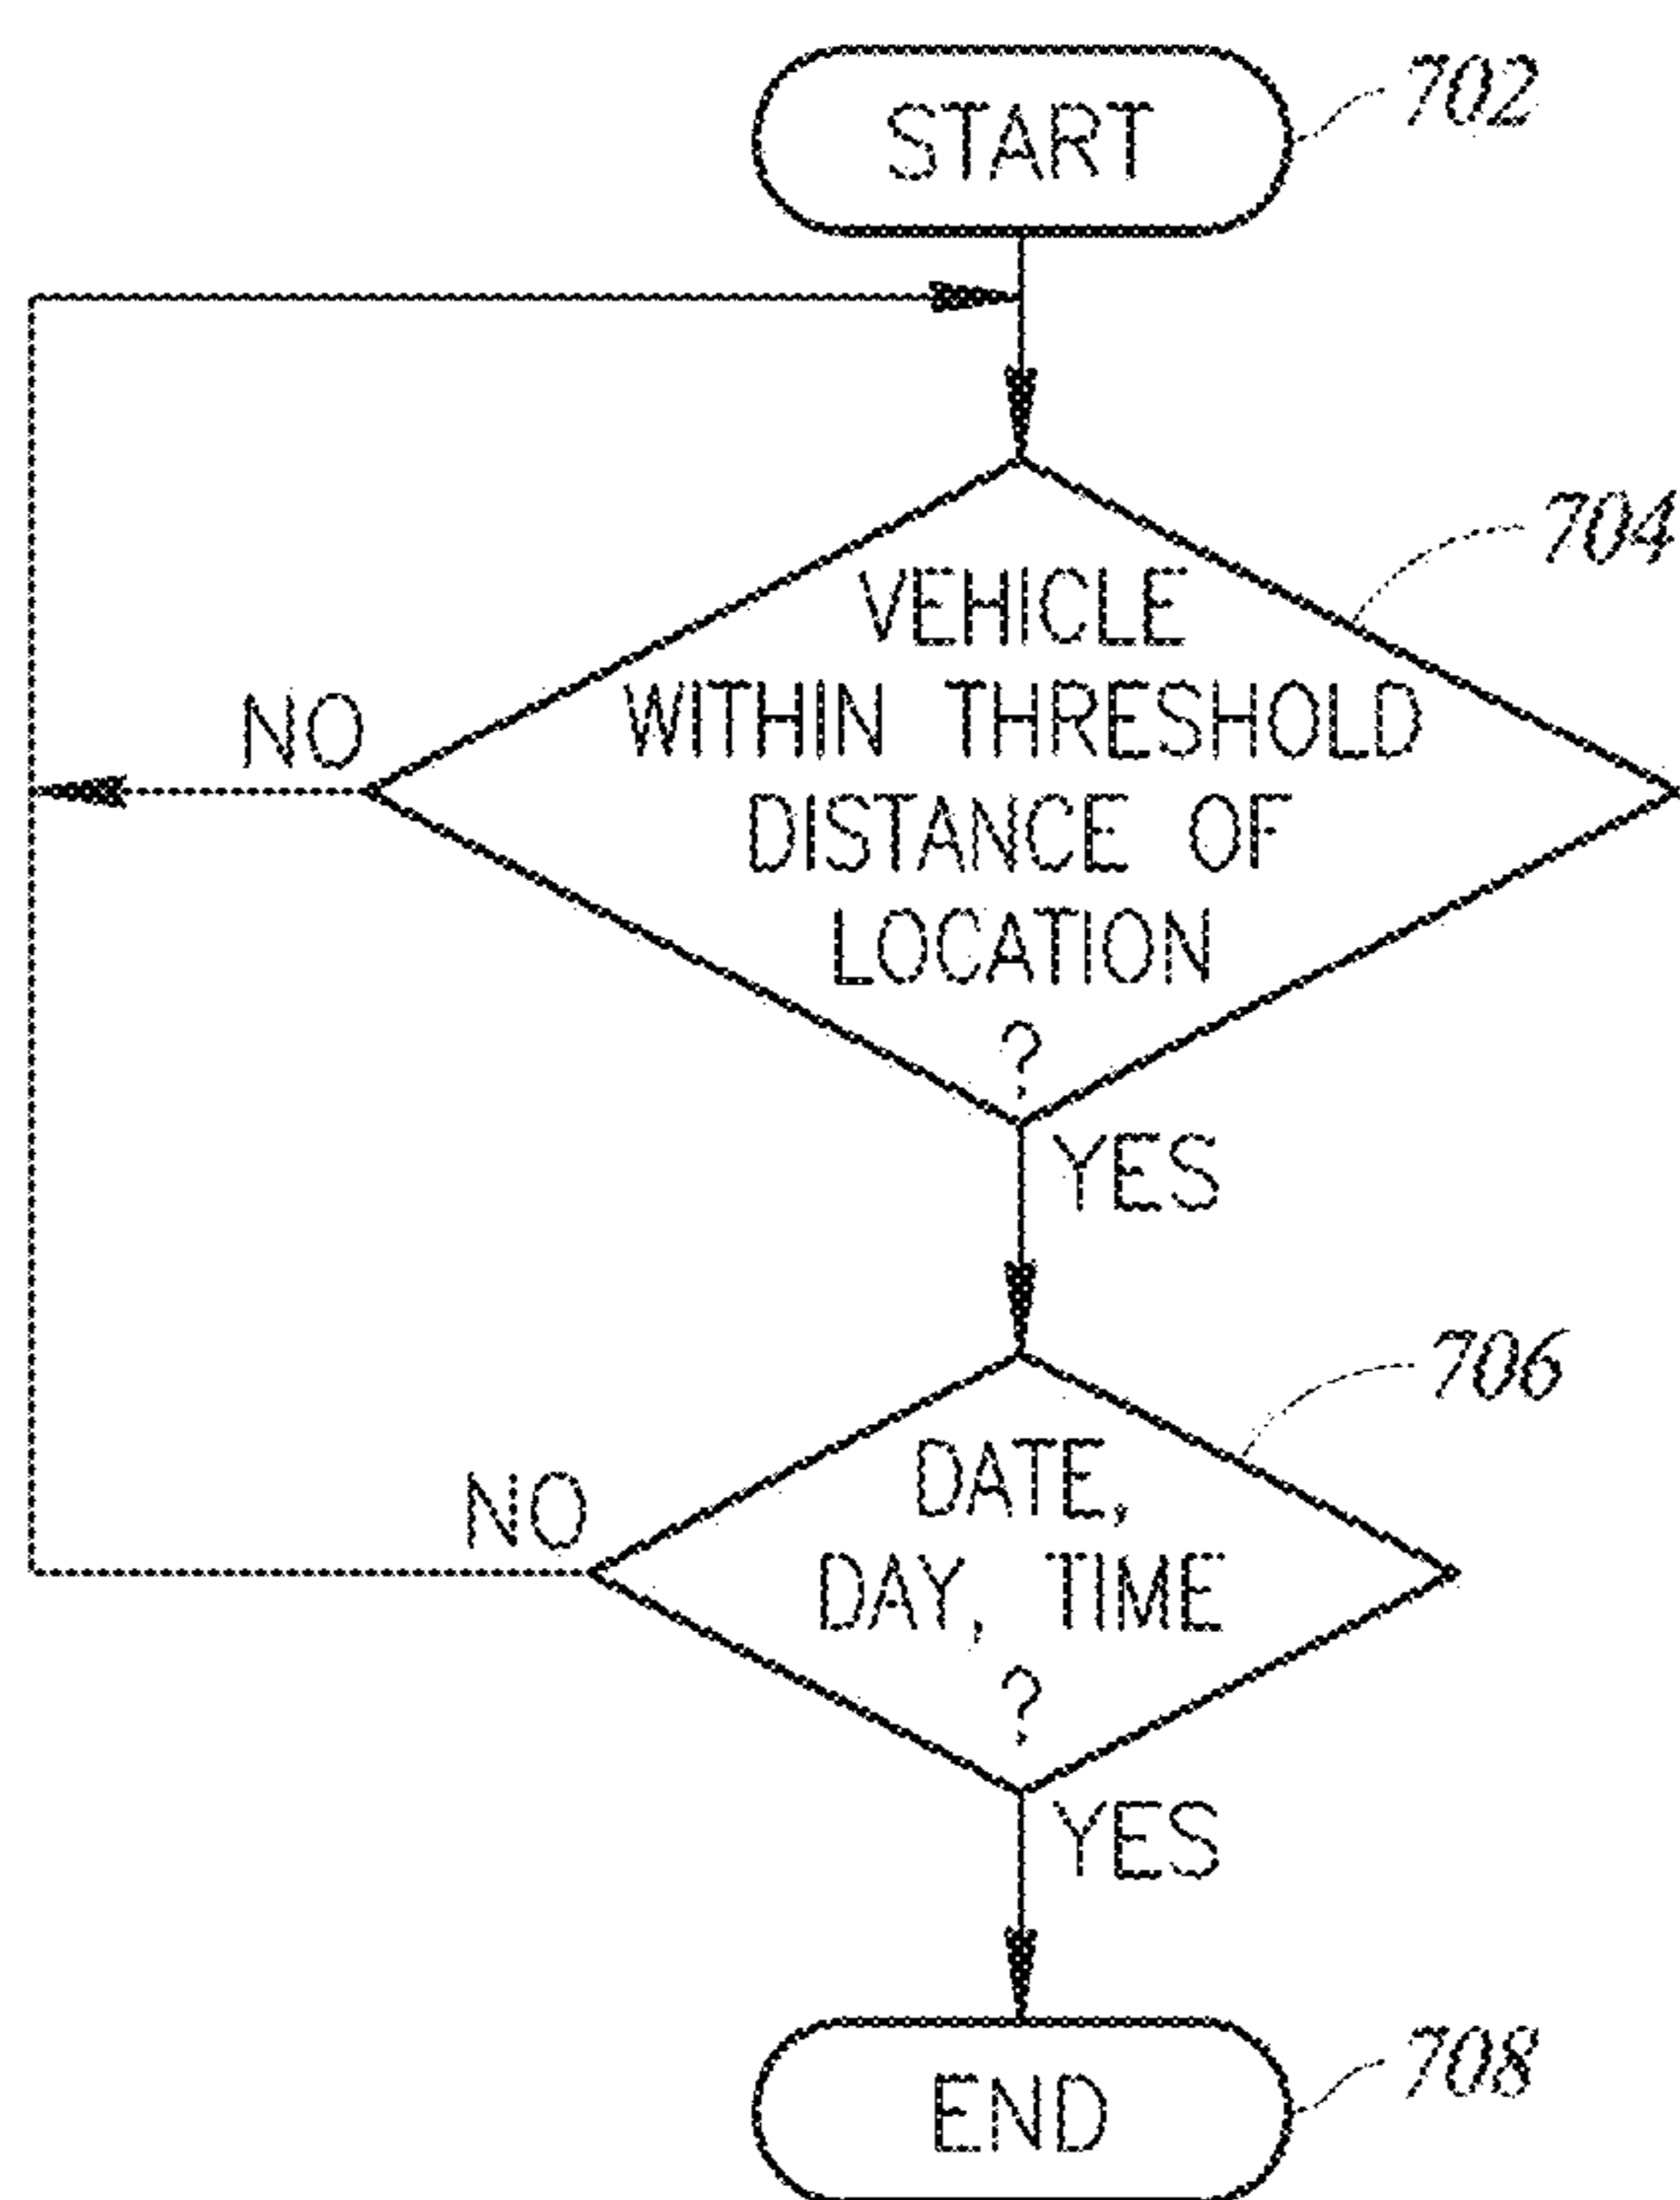 START
702
VEHICLE
WITHIN THRESHOLD
DISTANCE OF
LOCATION
?
704
NO
YES
DATE,
DAY, TIME
?
706
NO
YES
END
708